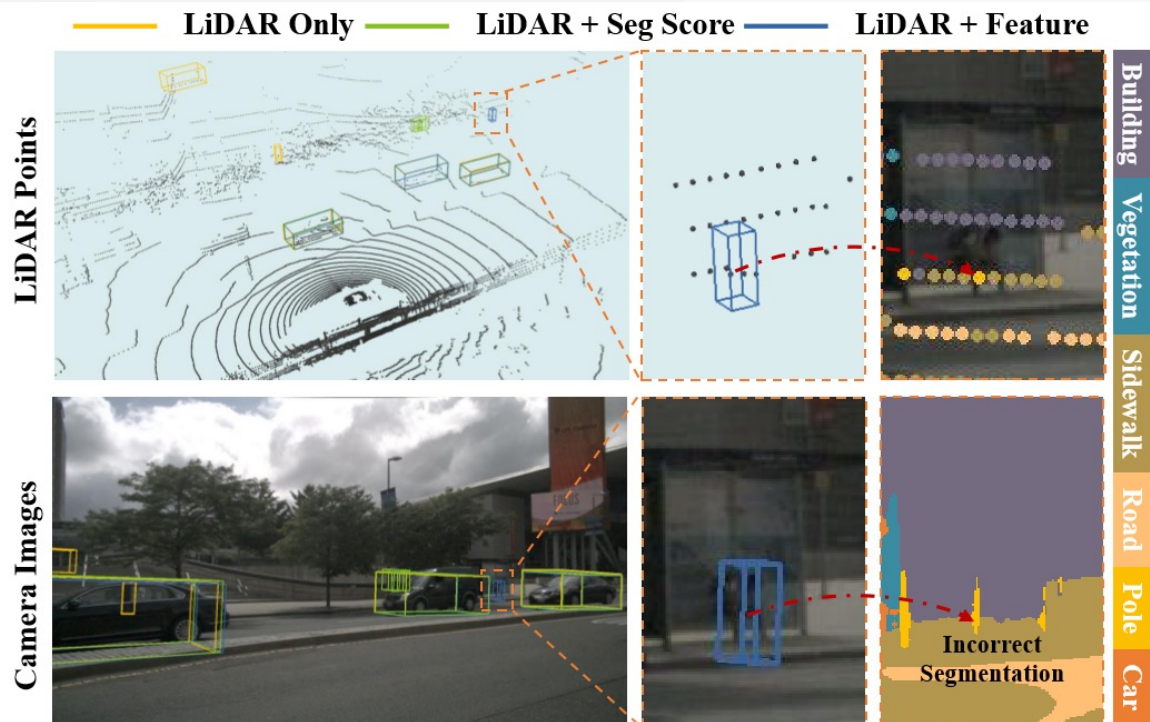 LiDAR Only
LiDAR + Seg Score
LiDAR + Feature
LiDAR Points
Building
Vegetation
Sidewalk
Road
Pole
Car
Camera Images
Incorrect
Segmentation